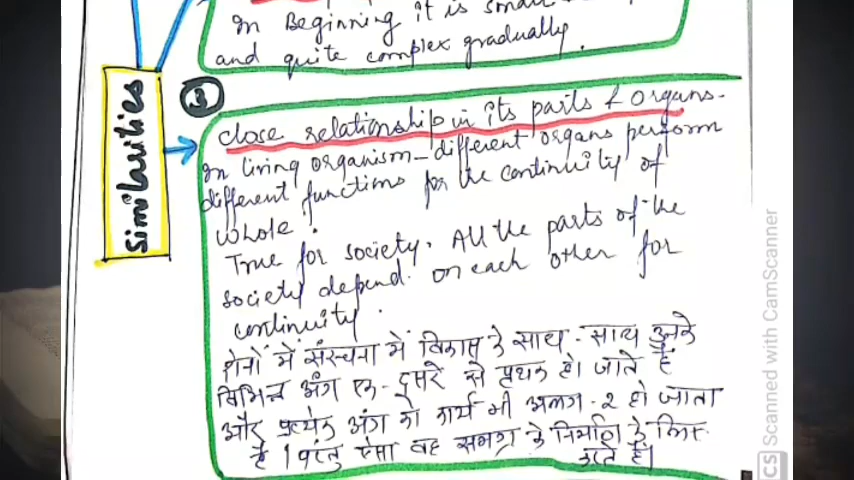 In Beginning it is small
and quite complex gradually.
Similarities
3
Close relationship in its parts & Organs-
In living organism- different organs perform
different functions for the continuity of
whole.
True for society. All the parts of the
society depend on each other for
continuity.
दोनों में संरचना में विकास के साथ-साथ उनके
विभिन्न अंग एक-दूसरे से पृथक हो जाते हैं
और प्रत्येक अंग का कार्य भी अलग-2 हो जाता
है। परंतु ऐसा वह समग्र के निर्माण के लिए
करते हैं।
Scanned with CamScanner
CS